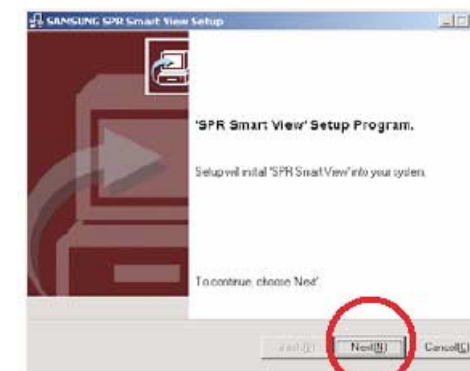 SAMSUNG SPR Smart View Setup
'SPR Smart View' Setup Program.
Setup will install 'SPR Smart View' into your system.
To continue, choose 'Next'.
Next(N) Cancel(C)